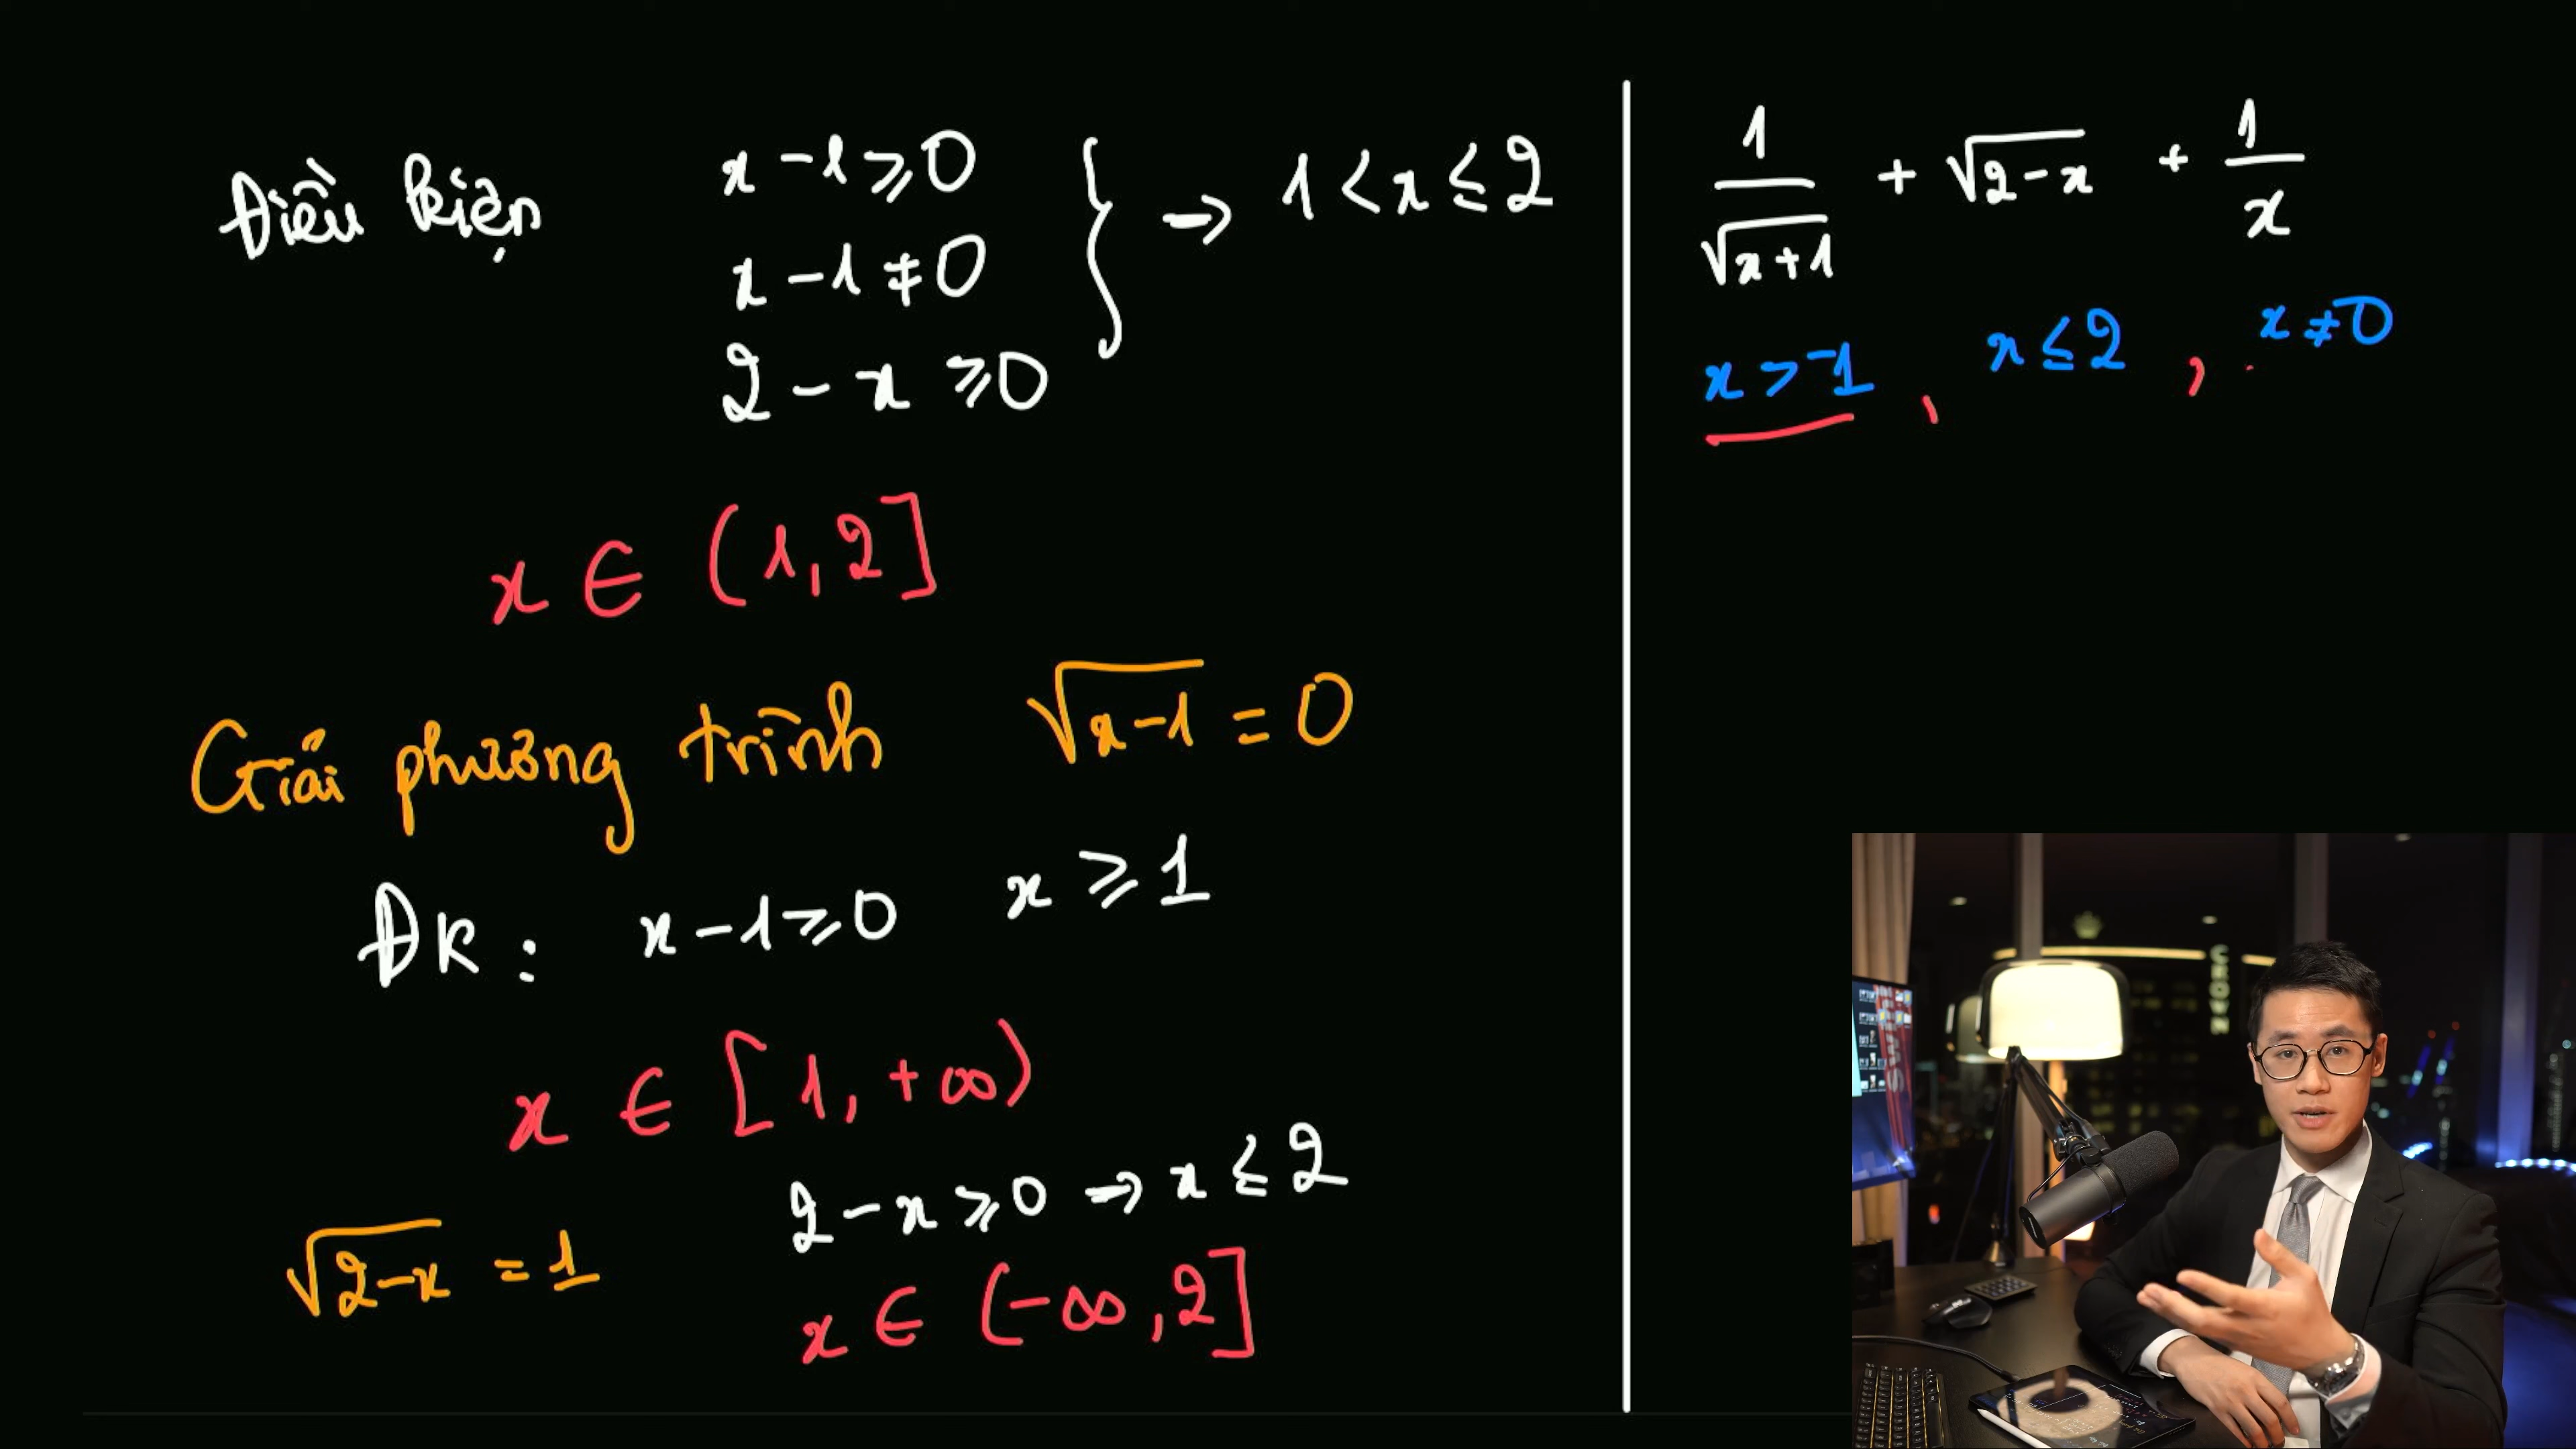 Điều kiện
x - 1 ⩾ 0
x - 1 ≠ 0
2 - x ⩾ 0
} → 1 < x ≤ 2
x ∈ (1, 2]
Giải phương trình √(x-1) = 0
ĐK : x - 1 ⩾ 0 x ≥ 1
x ∈ [1, +∞)
√(2-x) = 1
2 - x ⩾ 0 → x ≤ 2
x ∈ (-∞, 2]
1/√(x+1) + √(2-x) + 1/x
x > -1 , x ≤ 2 , x ≠ 0
CROWN